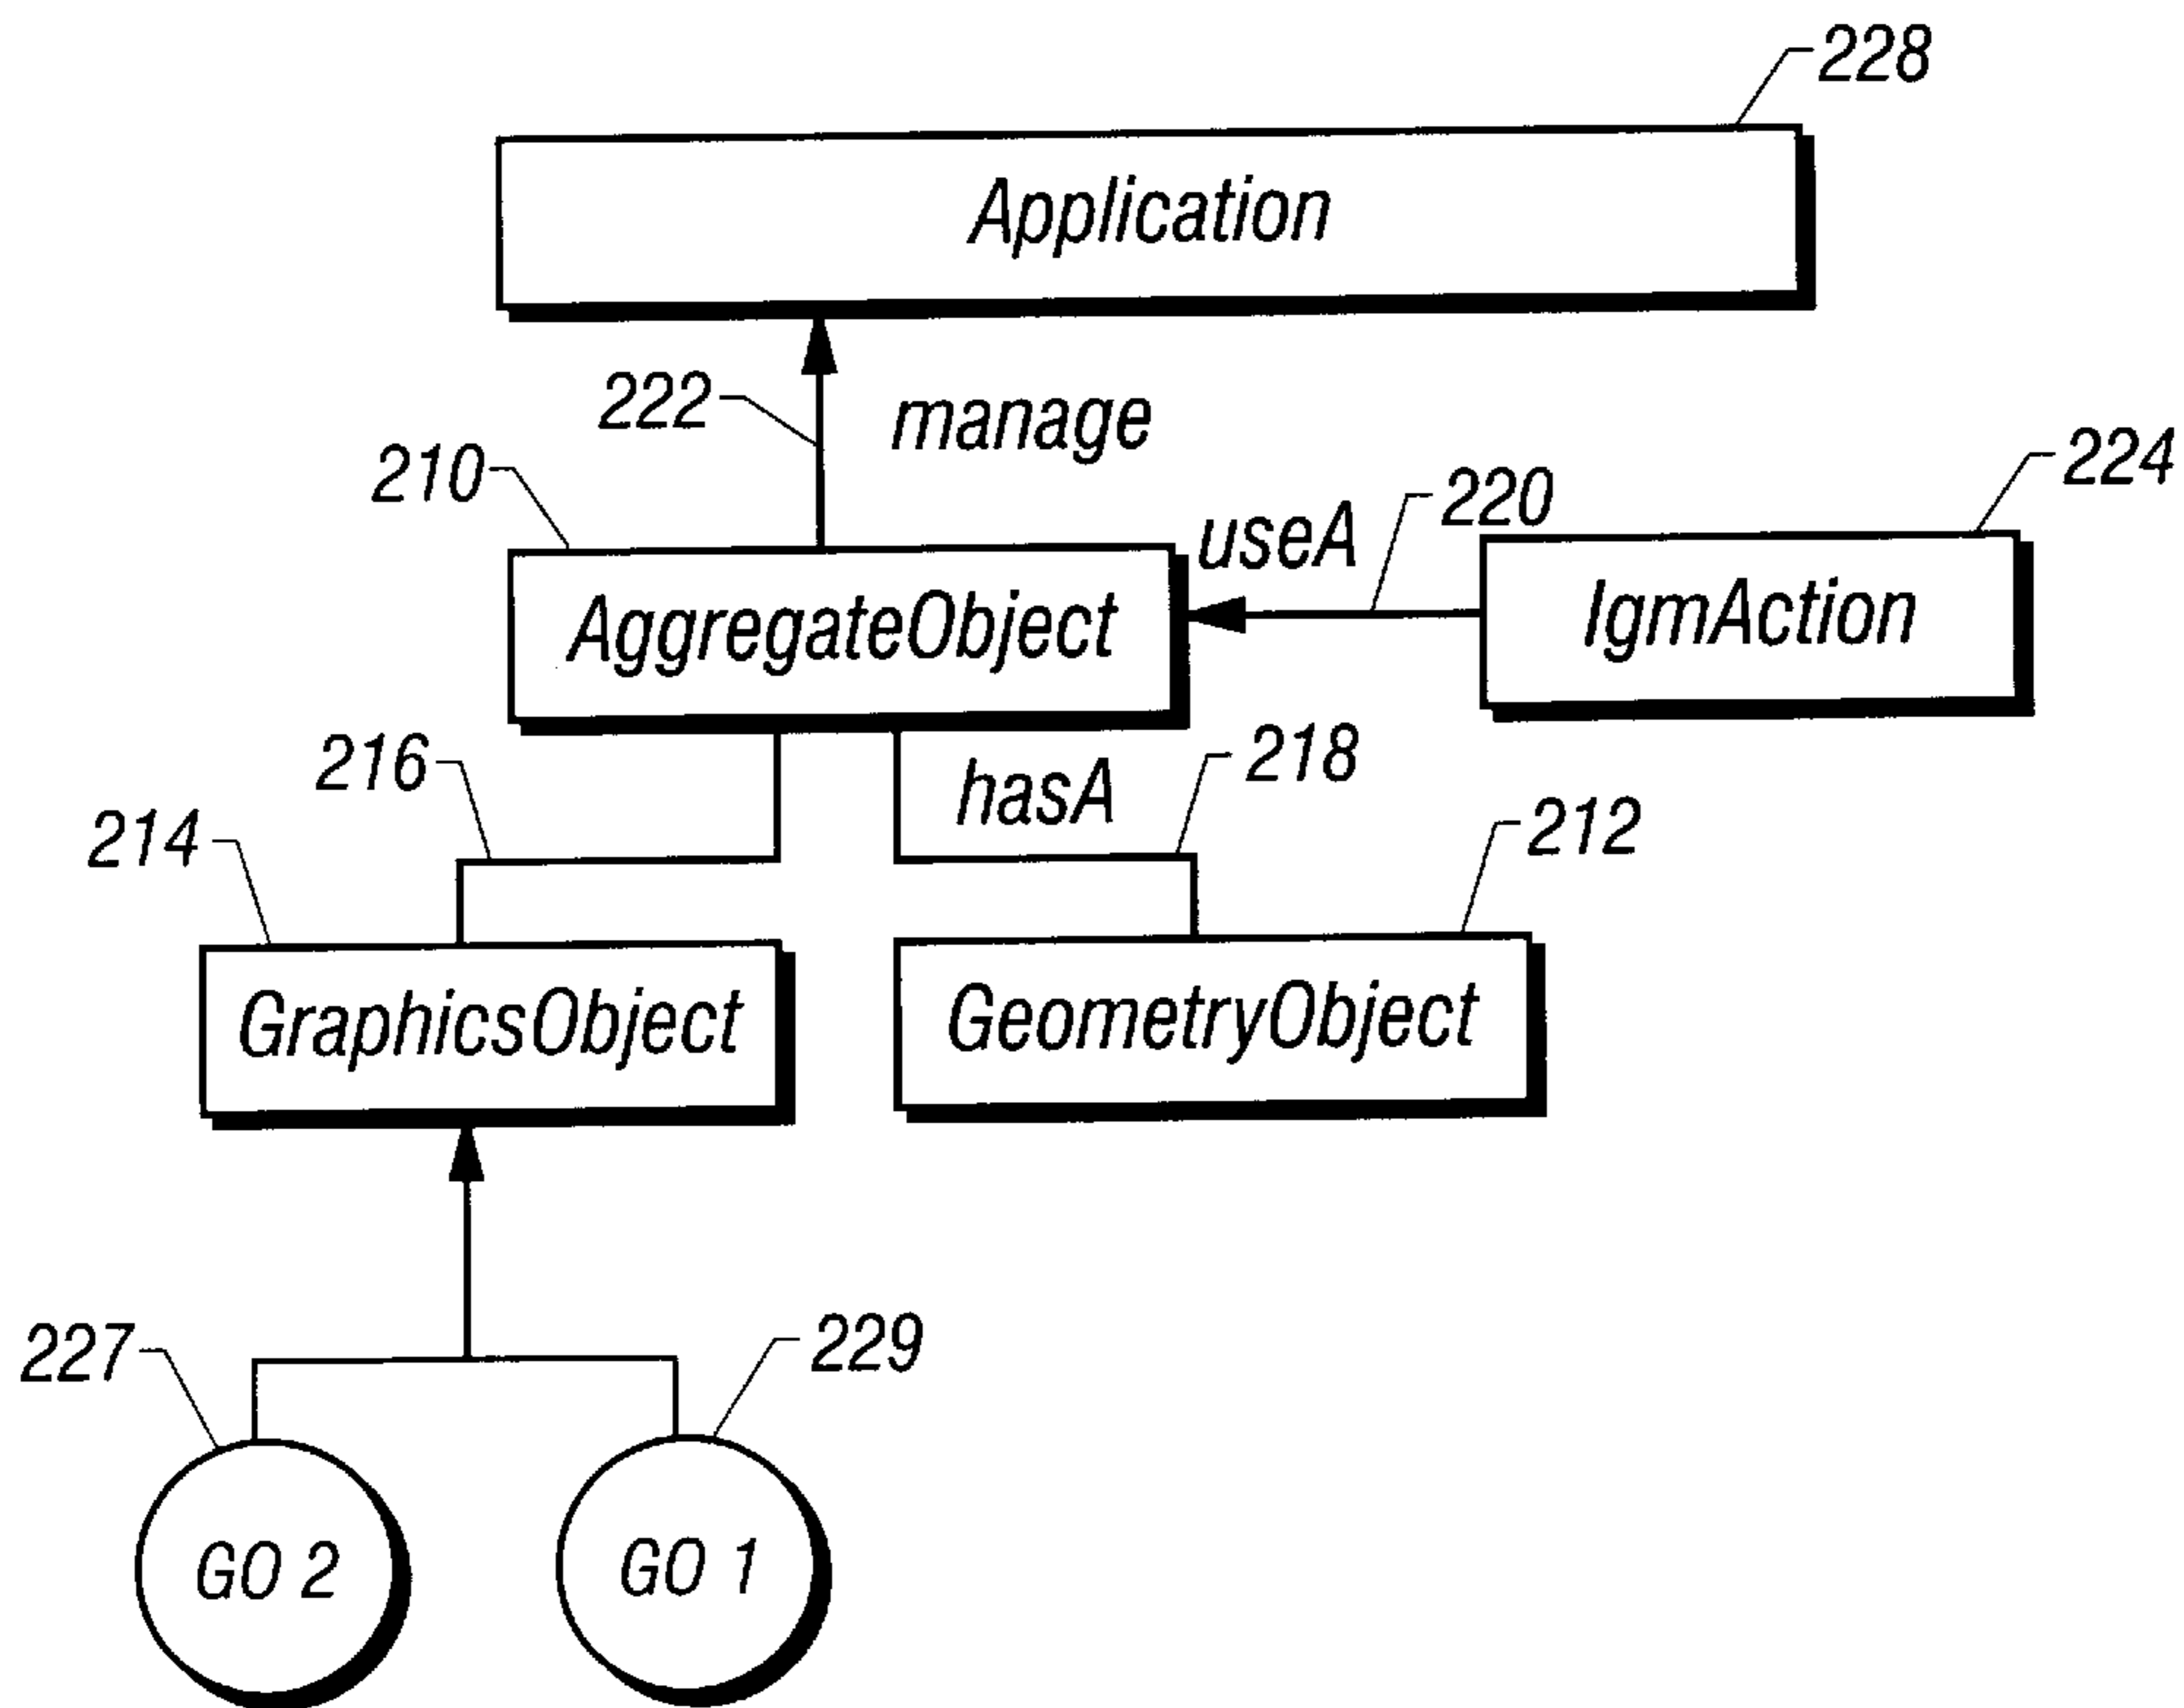 228
Application
222
manage
210
224
220
useA
AggregateObject
IgmAction
216
hasA
218
214
212
GraphicsObject
GeometryObject
227
229
GO 2
GO 1